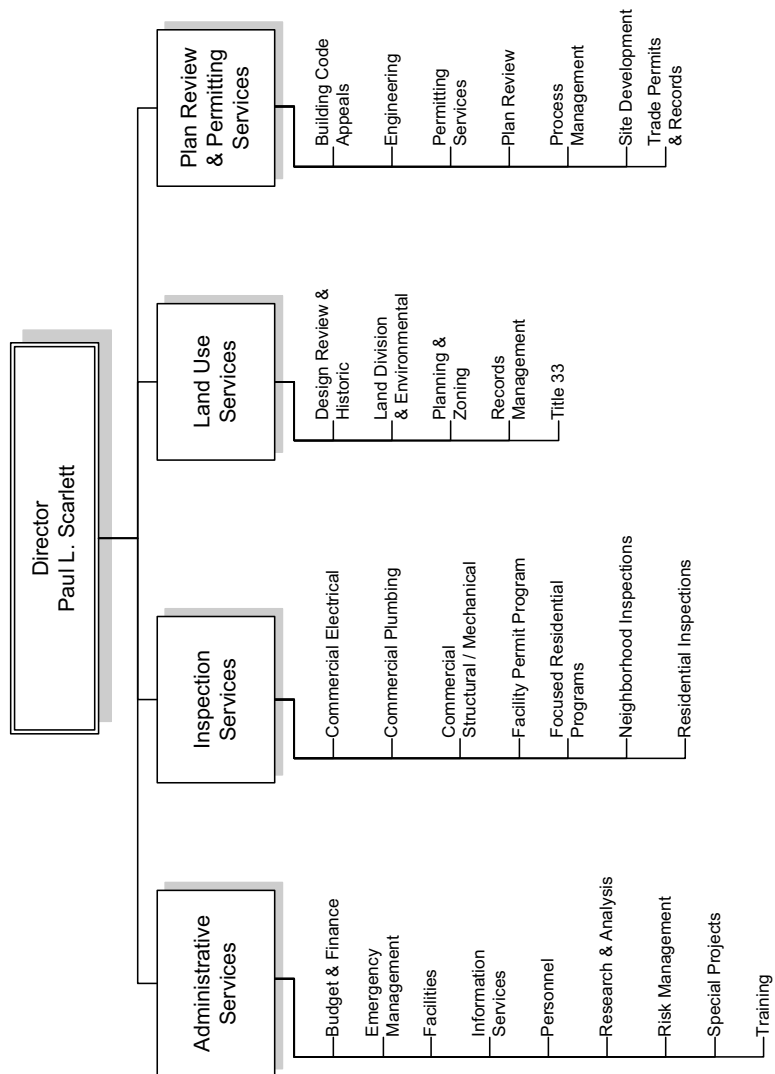 Director
Paul L. Scarlett
Administrative
Services
Budget & Finance
Emergency
Management
Facilities
Information
Services
Personnel
Research & Analysis
Risk Management
Special Projects
Training
Inspection
Services
Commercial Electrical
Commercial Plumbing
Commercial
Structural / Mechanical
Facility Permit Program
Focused Residential
Programs
Neighborhood Inspections
Residential Inspections
Land Use
Services
Design Review &
Historic
Land Division
& Environmental
Planning &
Zoning
Records
Management
Title 33
Plan Review
& Permitting
Services
Building Code
Appeals
Engineering
Permitting
Services
Plan Review
Process
Management
Site Development
Trade Permits
& Records